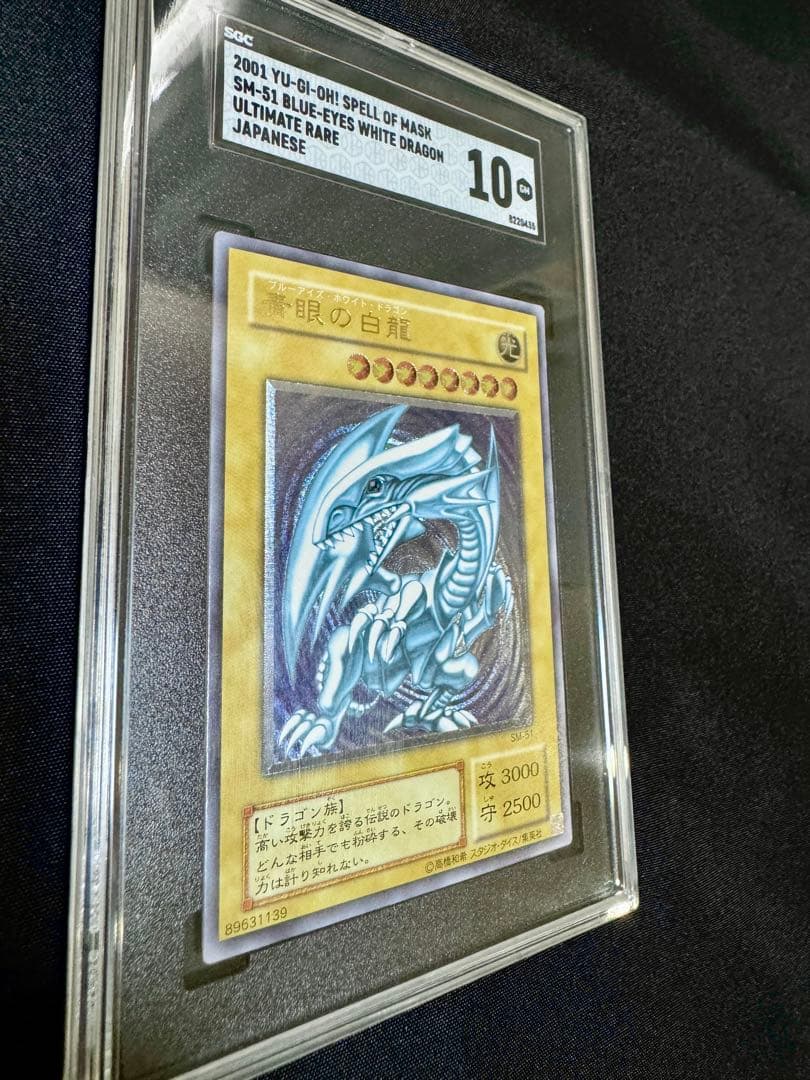 SGC
2001 YU-GI-OH! SPELL OF MASK
SM-51 BLUE-EYES WHITE DRAGON
ULTIMATE RARE
JAPANESE
10
GM
8220435
ブルーアイズ・ホワイト・ドラゴン
青眼の白龍
光
SM-51
こう
攻 3000
しゅ
守 2500
【ドラゴン族】
高い攻撃力を誇る伝説のドラゴン。
どんな相手でも粉砕する、その破壊
力は計り知れない。
©高橋和希 スタジオ・ダイス/集英社
89631139